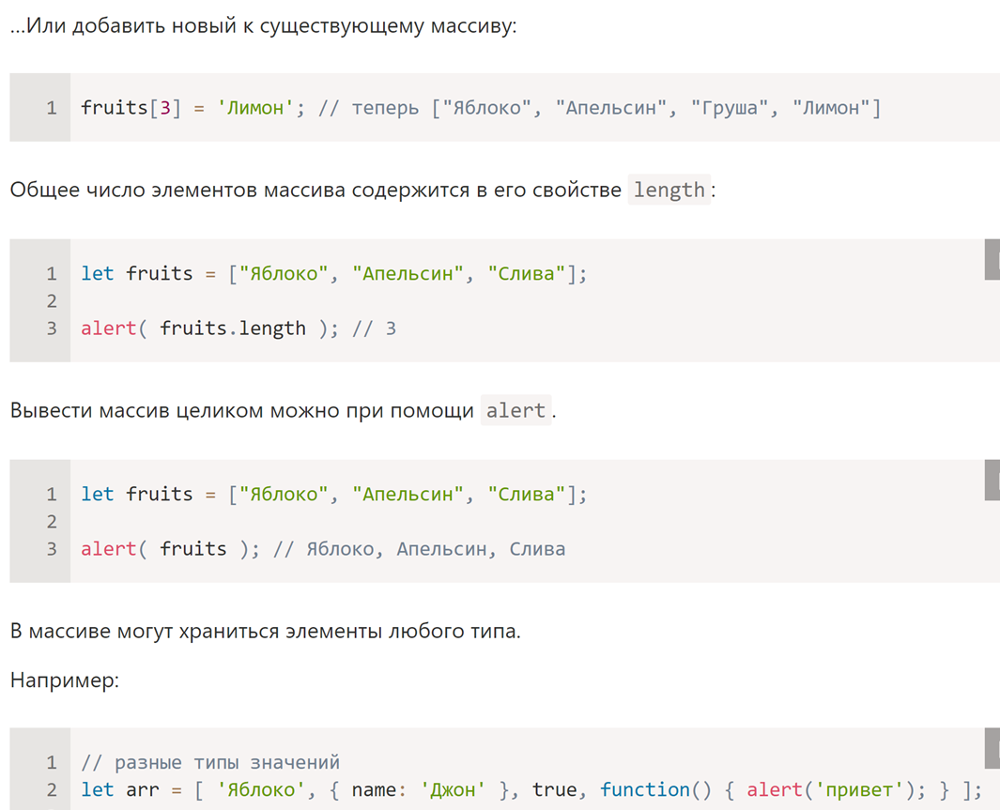 ...Или добавить новый к существующему массиву:
1 fruits[3] = 'Лимон'; // теперь ["Яблоко", "Апельсин", "Груша", "Лимон"]
Общее число элементов массива содержится в его свойстве length:
1 let fruits = ["Яблоко", "Апельсин", "Слива"];
2
3 alert( fruits.length ); // 3
Вывести массив целиком можно при помощи alert.
1 let fruits = ["Яблоко", "Апельсин", "Слива"];
2
3 alert( fruits ); // Яблоко, Апельсин, Слива
В массиве могут храниться элементы любого типа.
Например:
1 // разные типы значений
2 let arr = [ 'Яблоко', { name: 'Джон' }, true, function() { alert('привет'); } ];